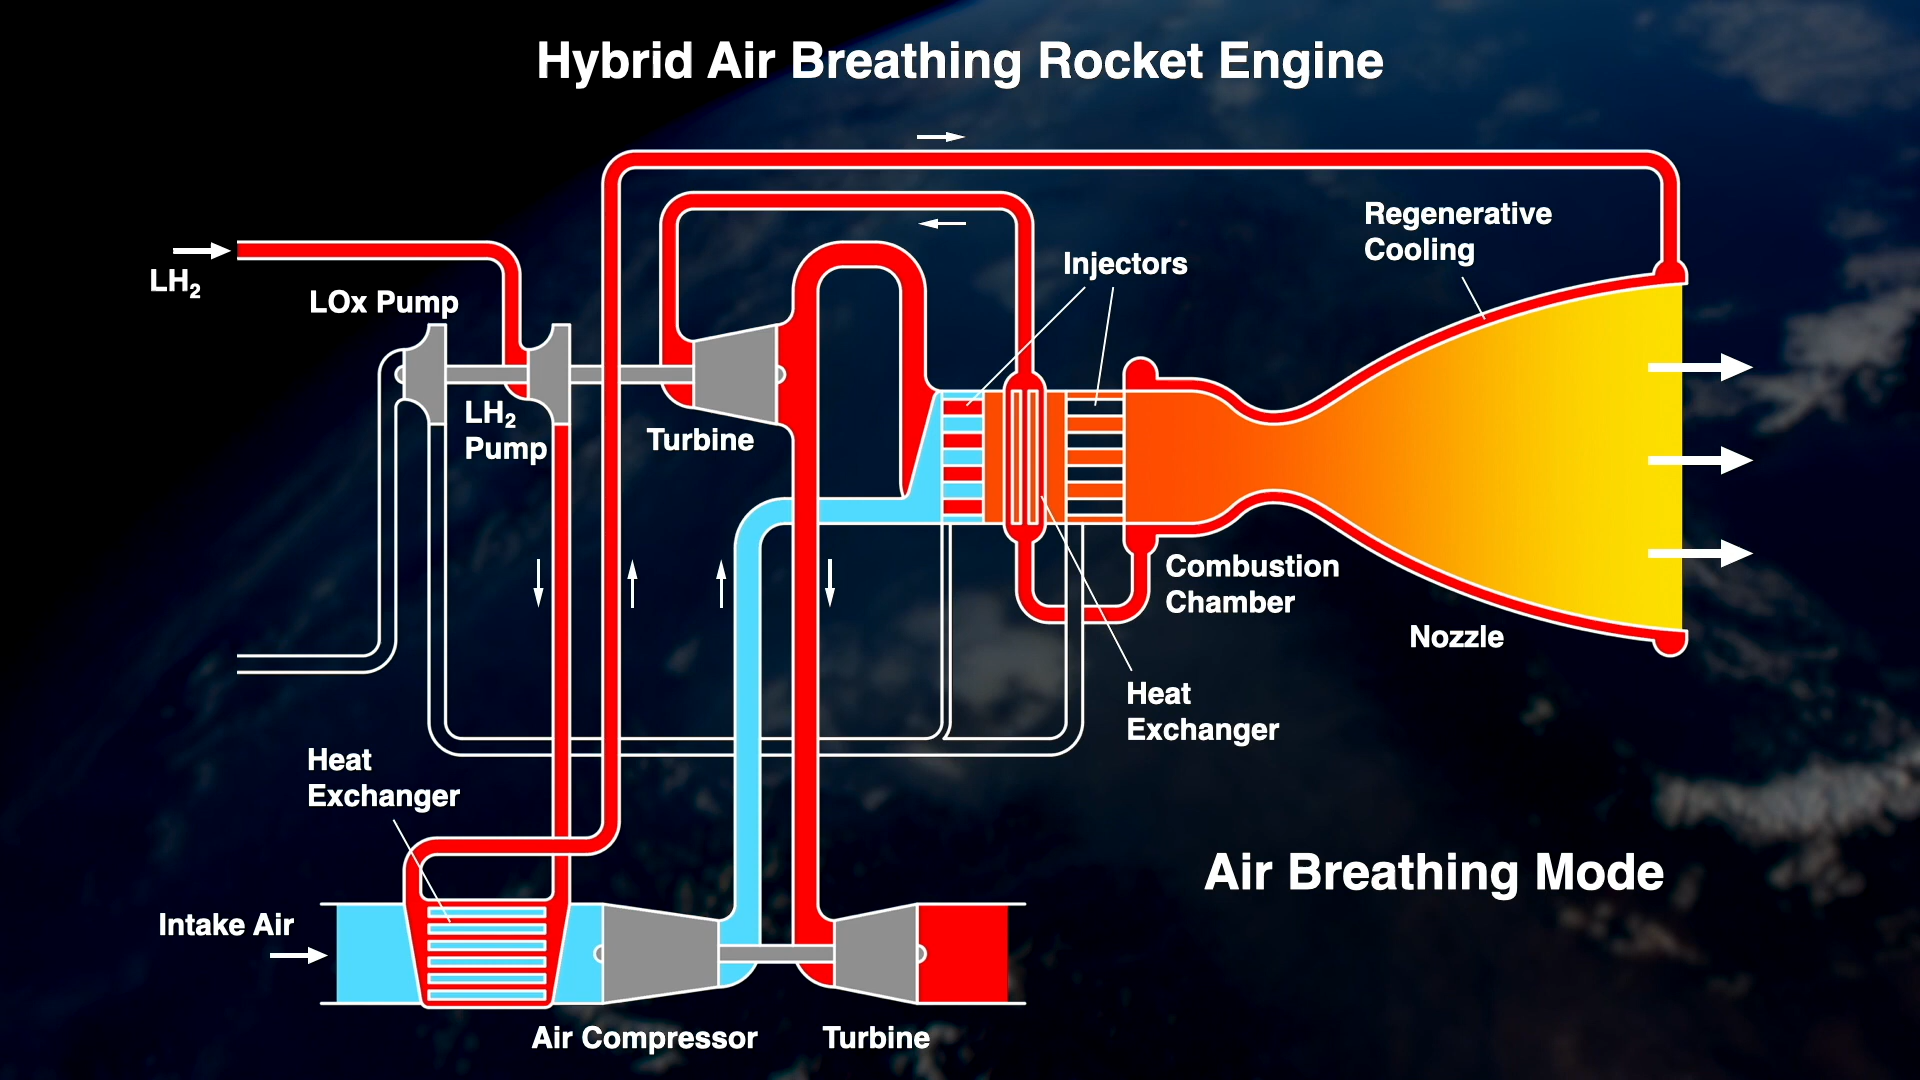 Hybrid Air Breathing Rocket Engine
LH₂
LOx Pump
LH₂
Pump
Turbine
Injectors
Regenerative
Cooling
Combustion
Chamber
Nozzle
Heat
Exchanger
Heat
Exchanger
Intake Air
Air Compressor
Turbine
Air Breathing Mode